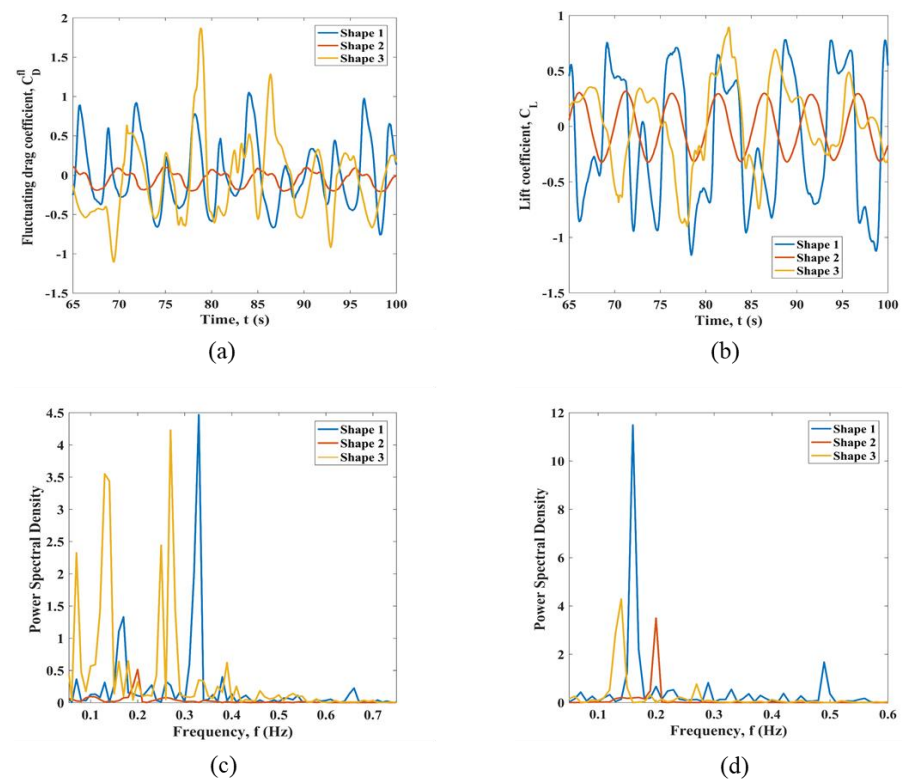 2
1.5
1
0.5
0
-0.5
-1
-1.5
Fluctuating drag coefficient, C_D^fl
Shape 1
Shape 2
Shape 3
65 70 75 80 85 90 95 100
Time, t (s)
(a)
1
0.5
0
-0.5
-1
-1.5
Lift coefficient, C_L
Shape 1
Shape 2
Shape 3
65 70 75 80 85 90 95 100
Time, t (s)
(b)
4.5
4
3.5
3
2.5
2
1.5
1
0.5
0
Power Spectral Density
Shape 1
Shape 2
Shape 3
0.1 0.2 0.3 0.4 0.5 0.6 0.7
Frequency, f (Hz)
(c)
12
10
8
6
4
2
0
Power Spectral Density
Shape 1
Shape 2
Shape 3
0.1 0.2 0.3 0.4 0.5 0.6
Frequency, f (Hz)
(d)